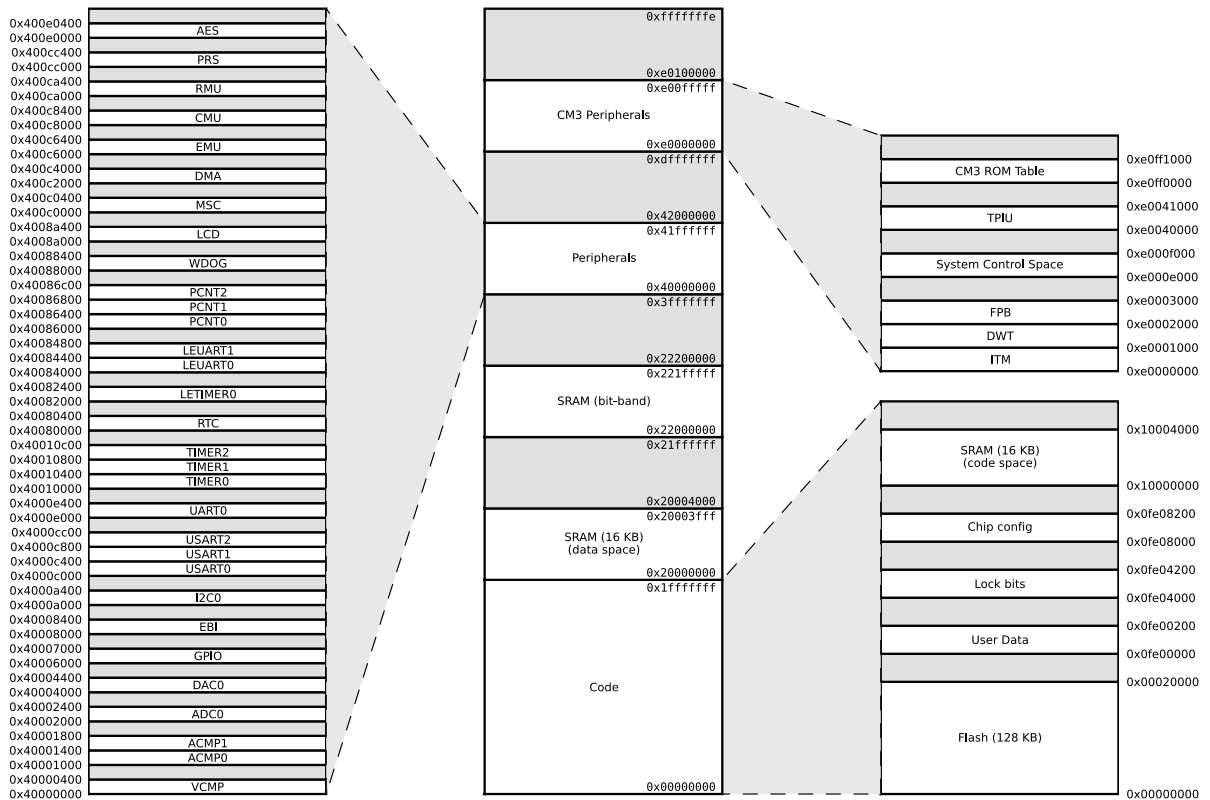 0x400e0400
AES
0x400e0000
0x400cc400
PRS
0x400cc000
0x400ca400
RMU
0x400ca000
0x400c8400
CMU
0x400c8000
0x400c6400
EMU
0x400c6000
0x400c4000
DMA
0x400c2000
0x400c0400
MSC
0x400c0000
0x4008a400
LCD
0x4008a000
0x40088400
WDOG
0x40088000
0x40086c00
PCNT2
0x40086800
PCNT1
0x40086400
PCNT0
0x40086000
0x40084800
LEUART1
0x40084400
LEUART0
0x40084000
0x40082400
LETIMER0
0x40082000
0x40080400
RTC
0x40080000
0x40010c00
TIMER2
0x40010800
TIMER1
0x40010400
TIMER0
0x40010000
0x4000e400
UART0
0x4000e000
0x4000cc00
USART2
0x4000c800
USART1
0x4000c400
USART0
0x4000c000
0x4000a400
I2C0
0x4000a000
0x40008400
EBI
0x40008000
0x40007000
GPIO
0x40006000
0x40004400
DAC0
0x40004000
0x40002400
ADC0
0x40002000
0x40001800
ACMP1
0x40001400
ACMP0
0x40001000
0x40000400
VCMP
0x40000000
0xfffffffe
0xe0100000
0xe00fffff
CM3 Peripherals
0xe0000000
0xdfffffff
0x42000000
0x41ffffff
Peripherals
0x40000000
0x3fffffff
0x22200000
0x221fffff
SRAM (bit-band)
0x22000000
0x21ffffff
0x20004000
0x20003fff
SRAM (16 KB)
(data space)
0x20000000
0x1fffffff
Code
0x00000000
0xe0ff1000
CM3 ROM Table
0xe0ff0000
0xe0041000
TPIU
0xe0040000
0xe000f000
System Control Space
0xe000e000
0xe0003000
FPB
0xe0002000
DWT
0xe0001000
ITM
0xe0000000
0x10004000
SRAM (16 KB)
(code space)
0x10000000
0x0fe08200
Chip config
0x0fe08000
0x0fe04200
Lock bits
0x0fe04000
0x0fe00200
User Data
0x0fe00000
0x00020000
Flash (128 KB)
0x00000000